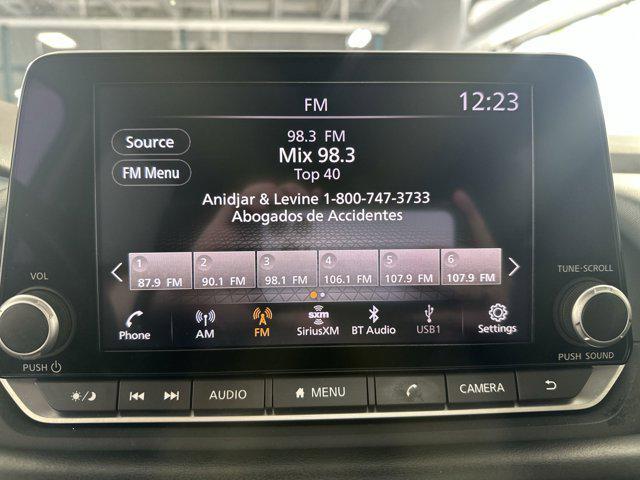 FM 12:23
Source
FM Menu
98.3 FM
Mix 98.3
Top 40
Anidjar & Levine 1-800-747-3733
Abogados de Accidentes
1 2 3 4 5 6
87.9 FM 90.1 FM 98.1 FM 106.1 FM 107.9 FM 107.9 FM
VOL
TUNE·SCROLL
Phone AM FM SiriusXM BT Audio USB1 Settings
sxm
PUSH
PUSH SOUND
AUDIO MENU CAMERA